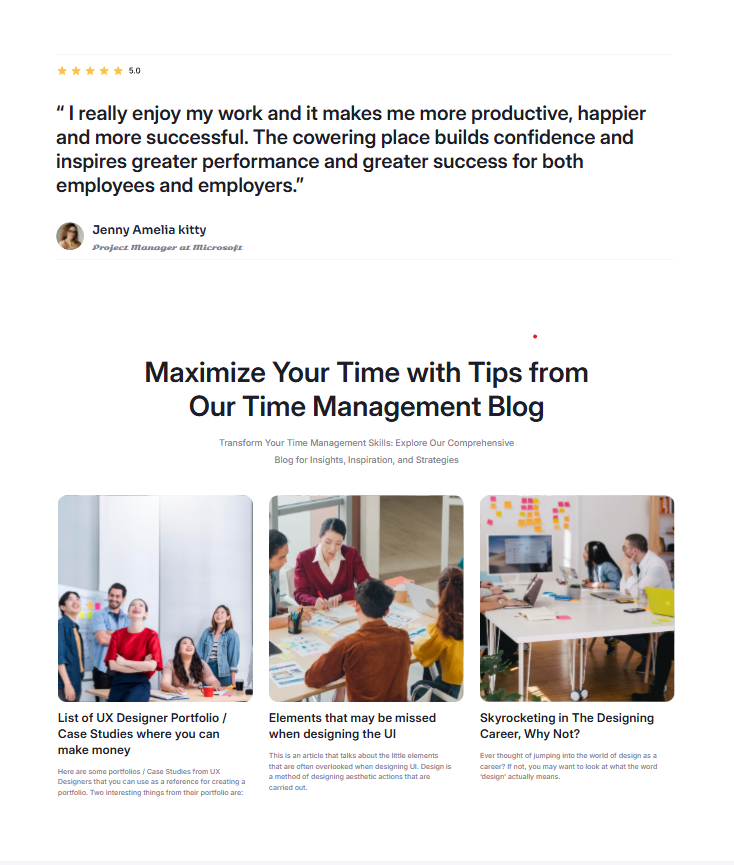 5.0
“ I really enjoy my work and it makes me more productive, happier
and more successful. The cowering place builds confidence and
inspires greater performance and greater success for both
employees and employers.”
Jenny Amelia kitty
Project Manager at Microsoft
Maximize Your Time with Tips from
Our Time Management Blog
Transform Your Time Management Skills: Explore Our Comprehensive
Blog for Insights, Inspiration, and Strategies
List of UX Designer Portfolio /
Case Studies where you can
make money
Here are some portfolios / Case Studies from UX
Designers that you can use as a reference for creating a
portfolio. Two interesting things from their portfolio are:
Elements that may be missed
when designing the UI
This is an article that talks about the little elements
that are often overlooked when designing UI. Design is
a method of designing aesthetic actions that are
carried out.
Skyrocketing in The Designing
Career, Why Not?
Ever thought of jumping into the world of design as a
career? If not, you may want to look at what the word
'design' actually means.